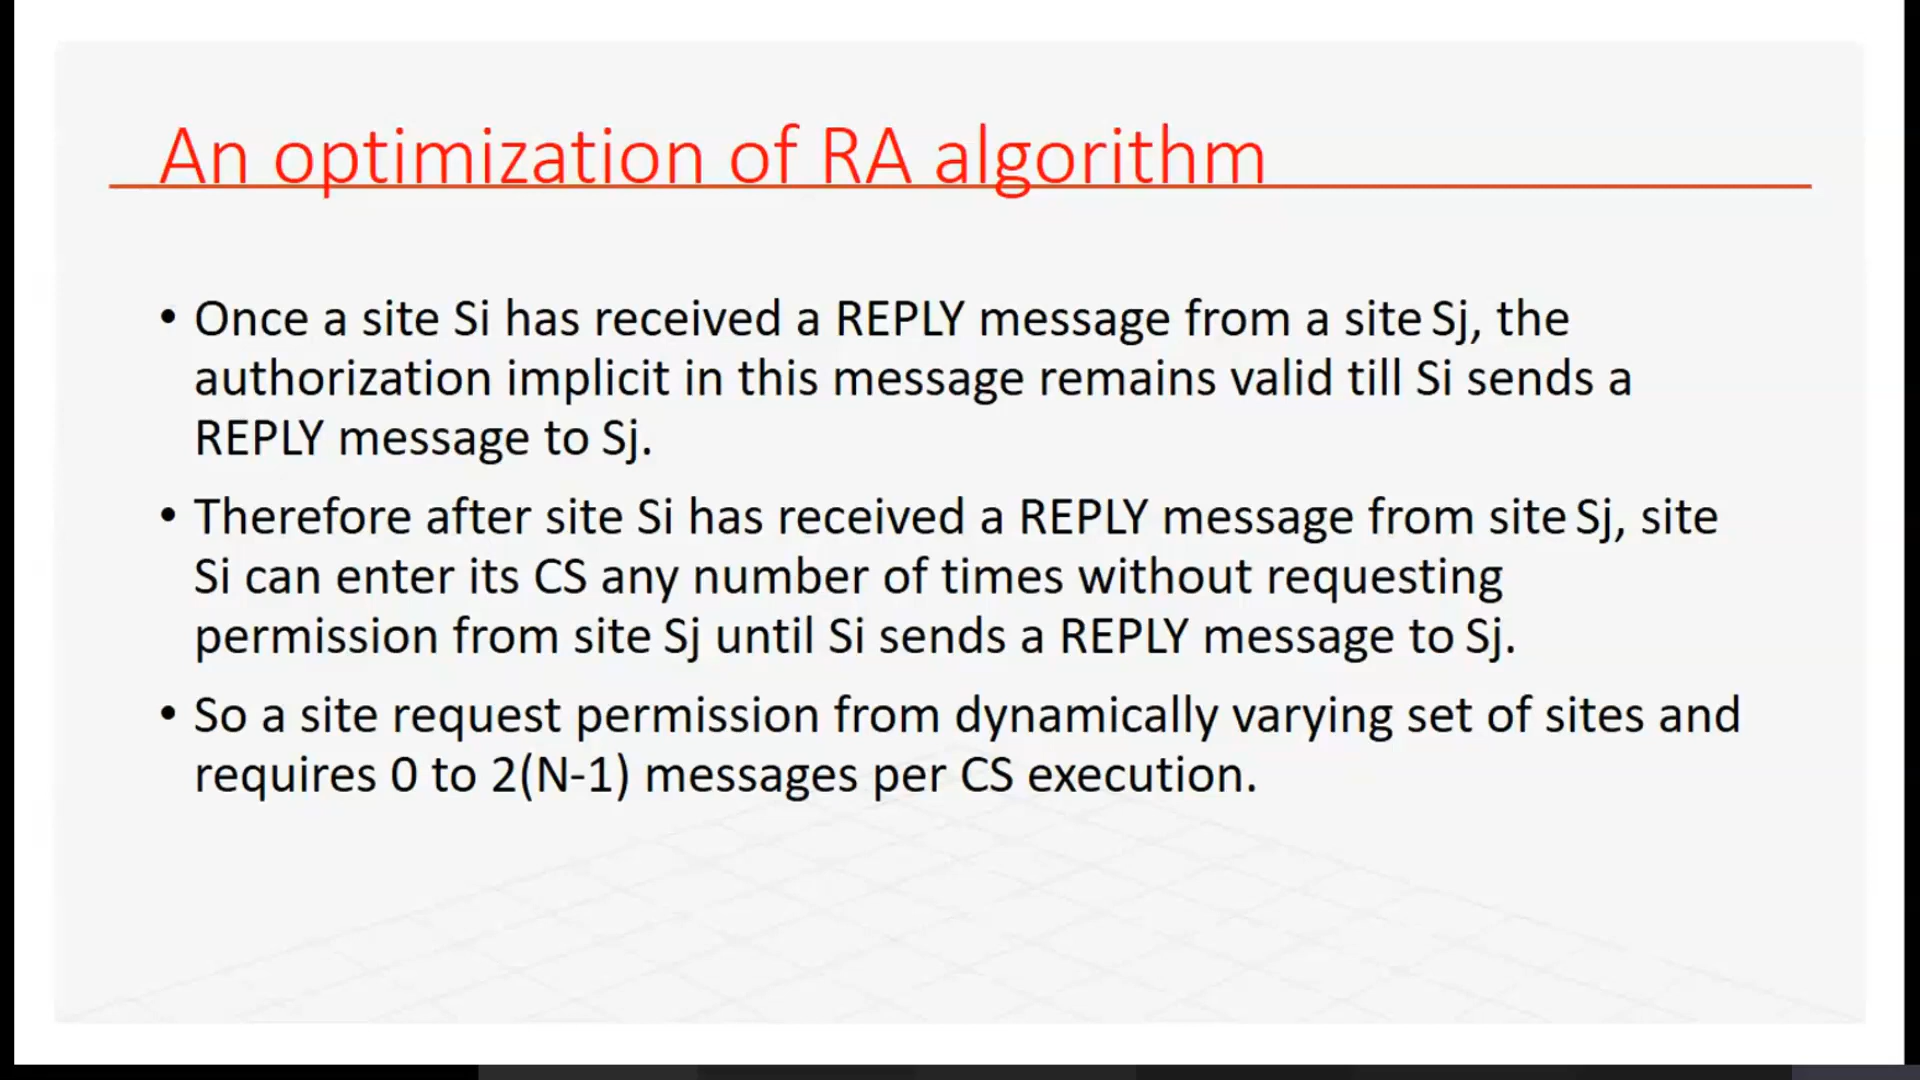 An optimization of RA algorithm
• Once a site Si has received a REPLY message from a site Sj, the
authorization implicit in this message remains valid till Si sends a
REPLY message to Sj.
• Therefore after site Si has received a REPLY message from site Sj, site
Si can enter its CS any number of times without requesting
permission from site Sj until Si sends a REPLY message to Sj.
• So a site request permission from dynamically varying set of sites and
requires 0 to 2(N-1) messages per CS execution.